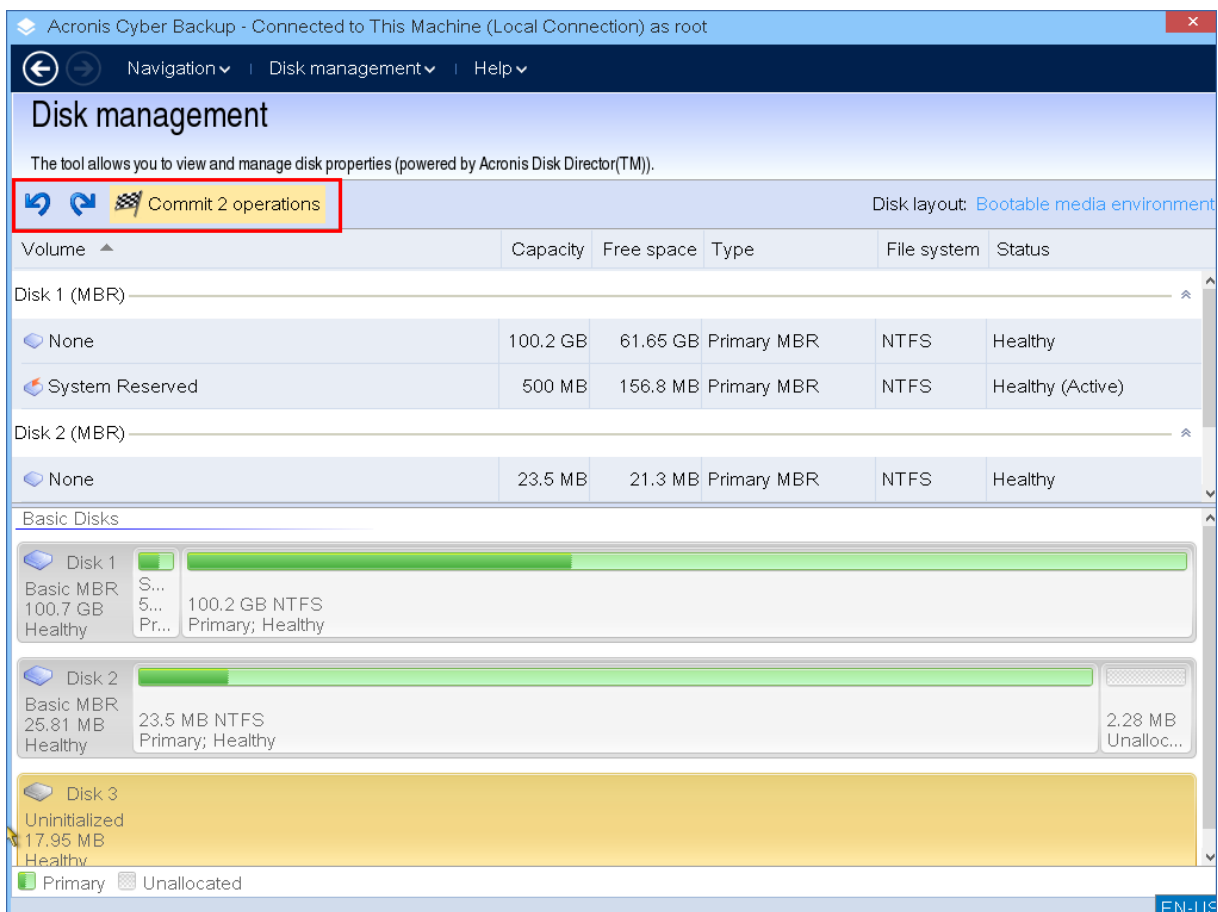 Acronis Cyber Backup - Connected to This Machine (Local Connection) as root
Navigation Disk management Help
Disk management
The tool allows you to view and manage disk properties (powered by Acronis Disk Director(TM)).
Commit 2 operations Disk layout: Bootable media environment
Volume Capacity Free space Type File system Status
Disk 1 (MBR)
None 100.2 GB 61.65 GB Primary MBR NTFS Healthy
System Reserved 500 MB 156.8 MB Primary MBR NTFS Healthy (Active)
Disk 2 (MBR)
None 23.5 MB 21.3 MB Primary MBR NTFS Healthy
Basic Disks
Disk 1
Basic MBR
100.7 GB
Healthy
S...
5...
Pr...
100.2 GB NTFS
Primary; Healthy
Disk 2
Basic MBR
25.81 MB
Healthy
23.5 MB NTFS
Primary; Healthy
2.28 MB
Unalloc...
Disk 3
Uninitialized
17.95 MB
Healthy
Primary Unallocated
EN-US